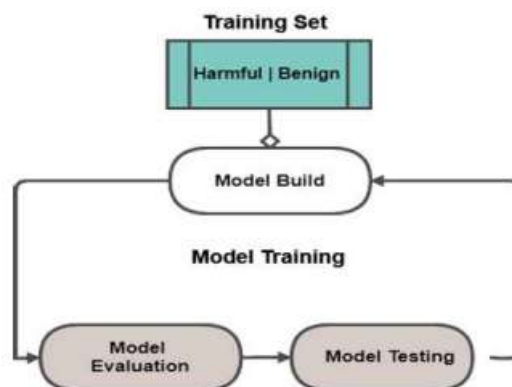 Training Set
Harmful | Benign
Model Build
Model Training
Model
Evaluation
Model Testing